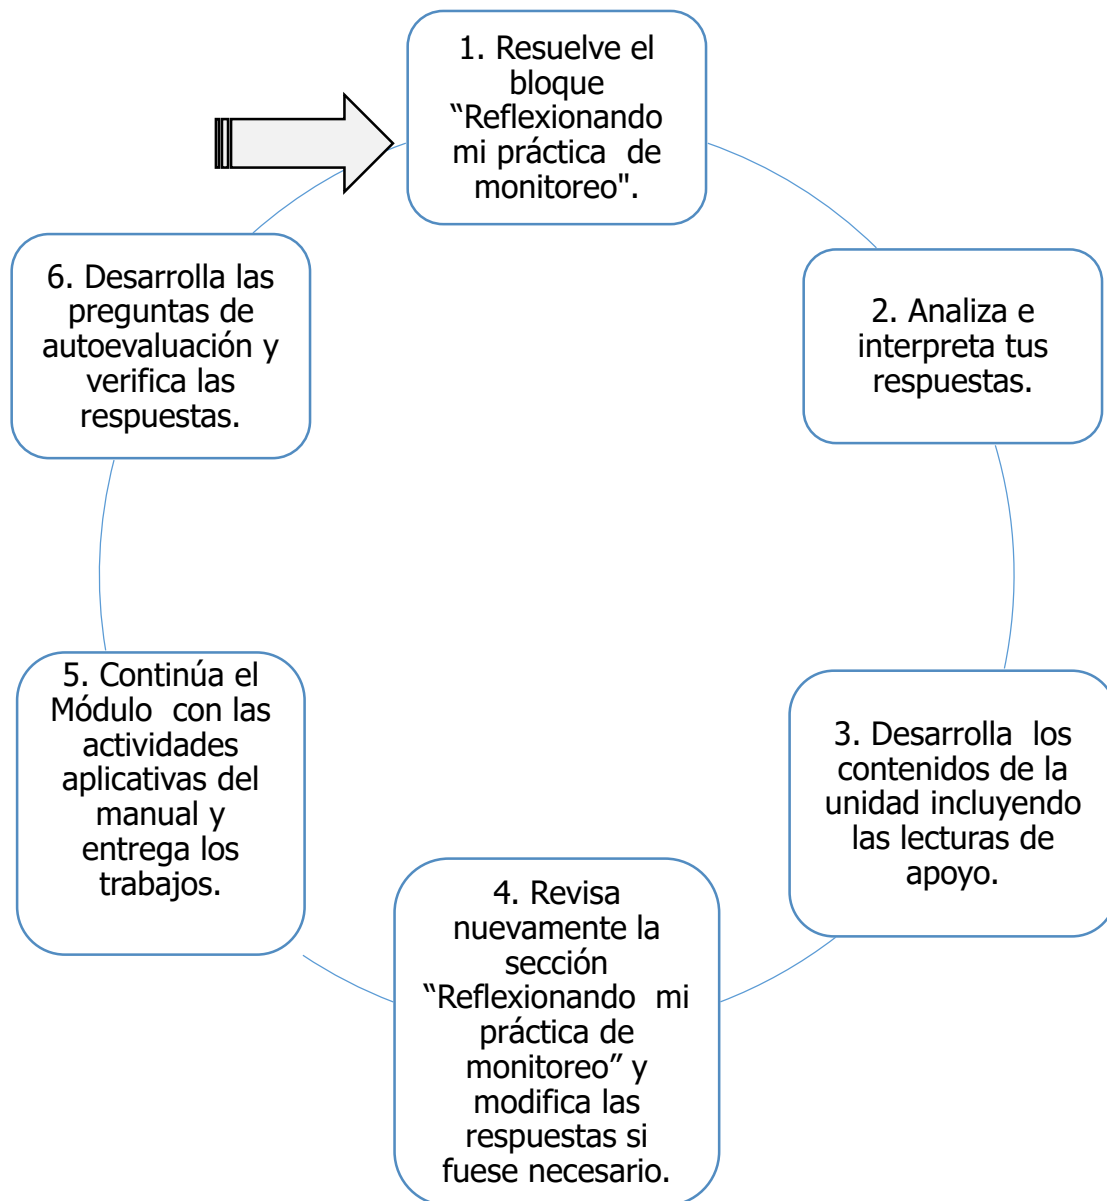 1. Resuelve el
bloque
“Reflexionando
mi práctica  de
monitoreo".
2. Analiza e
interpreta tus
respuestas.
3. Desarrolla  los
contenidos de la
unidad incluyendo
las lecturas de
apoyo.
4. Revisa
nuevamente la
sección
“Reflexionando  mi
práctica de
monitoreo” y
modifica las
respuestas si
fuese necesario.
5. Continúa el
Módulo  con las
actividades
aplicativas del
manual y
entrega los
trabajos.
6. Desarrolla las
preguntas de
autoevaluación y
verifica las
respuestas.